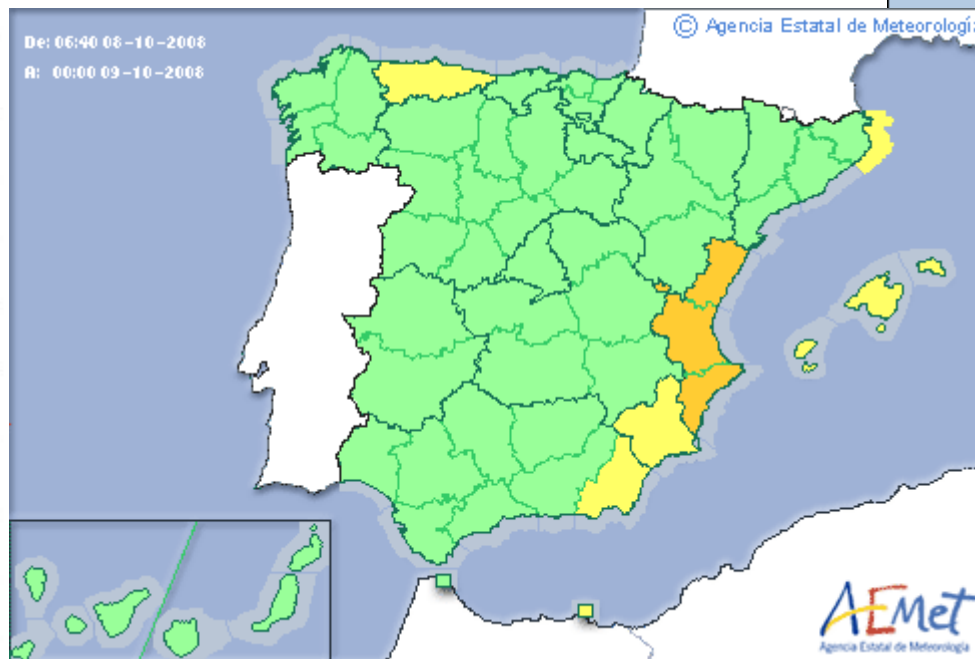 De: 06:40 08-10-2008
A: 00:00 09-10-2008
© Agencia Estatal de Meteorología
AEMet
Agencia Estatal de Meteorología